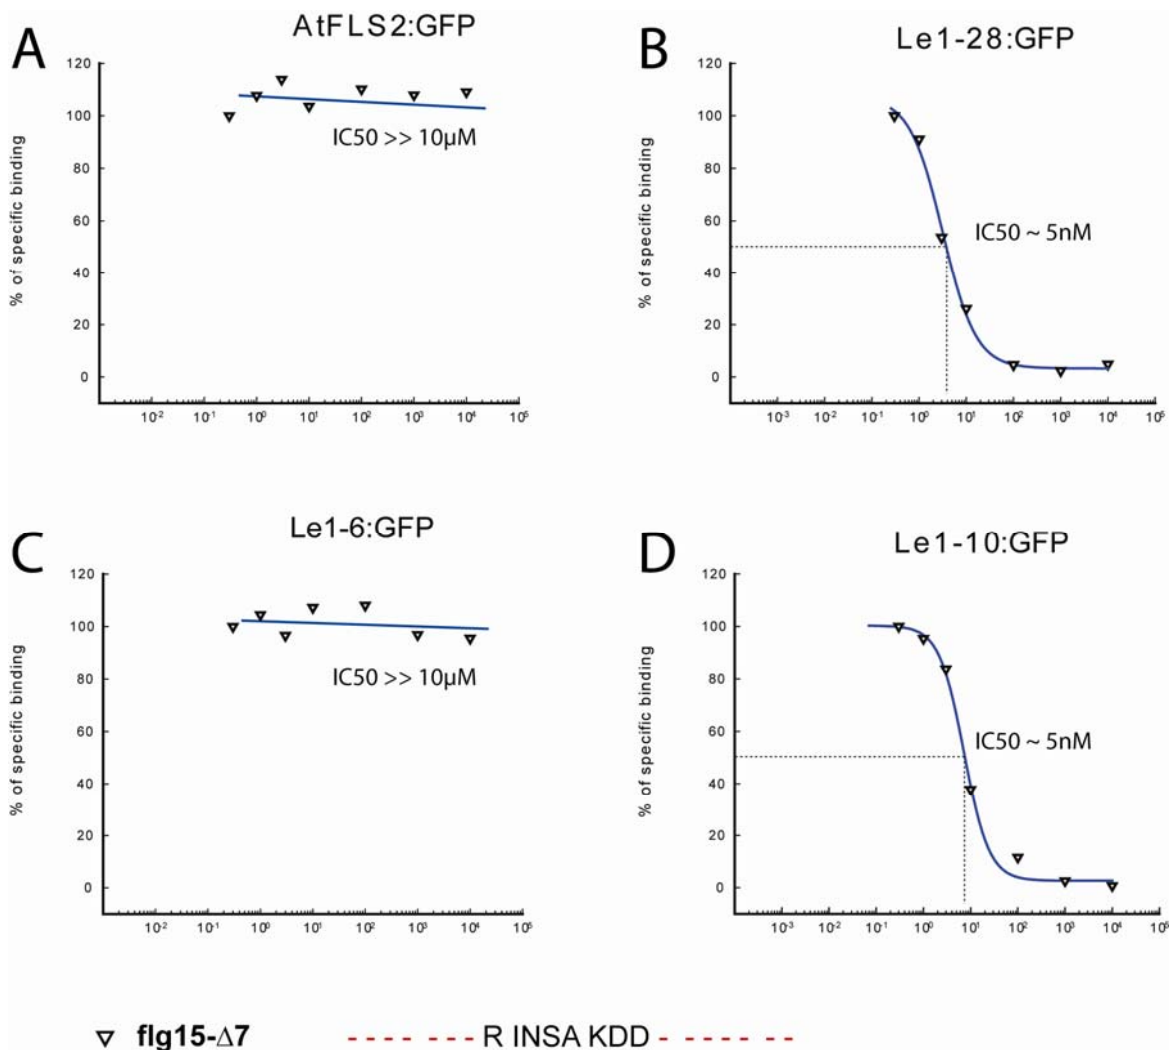 A
AtFLS2:GFP
% of specific binding
120
100
80
60
40
20
0
IC50 >> 10µM
10⁻² 10⁻¹ 10⁰ 10¹ 10² 10³ 10⁴ 10⁵
B
Le1-28:GFP
% of specific binding
120
100
80
60
40
20
0
IC50 ~ 5nM
10⁻³ 10⁻² 10⁻¹ 10⁰ 10¹ 10² 10³ 10⁴ 10⁵
C
Le1-6:GFP
% of specific binding
120
100
80
60
40
20
0
IC50 >> 10µM
10⁻² 10⁻¹ 10⁰ 10¹ 10² 10³ 10⁴ 10⁵
D
Le1-10:GFP
% of specific binding
120
100
80
60
40
20
0
IC50 ~ 5nM
10⁻³ 10⁻² 10⁻¹ 10⁰ 10¹ 10² 10³ 10⁴ 10⁵
flg15-Δ7 - - - - - - - - R INSA KDD - - - - - - - -